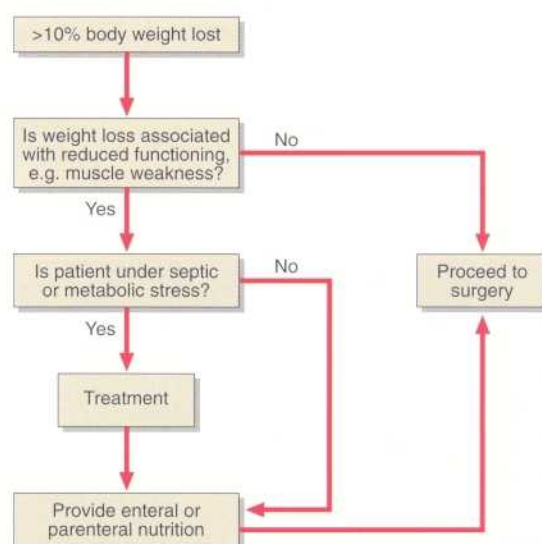 >10% body weight lost
Is weight loss associated
with reduced functioning,
e.g. muscle weakness?
No
Yes
Is patient under septic
or metabolic stress?
No
Proceed to
surgery
Yes
Treatment
Provide enteral or
parenteral nutrition